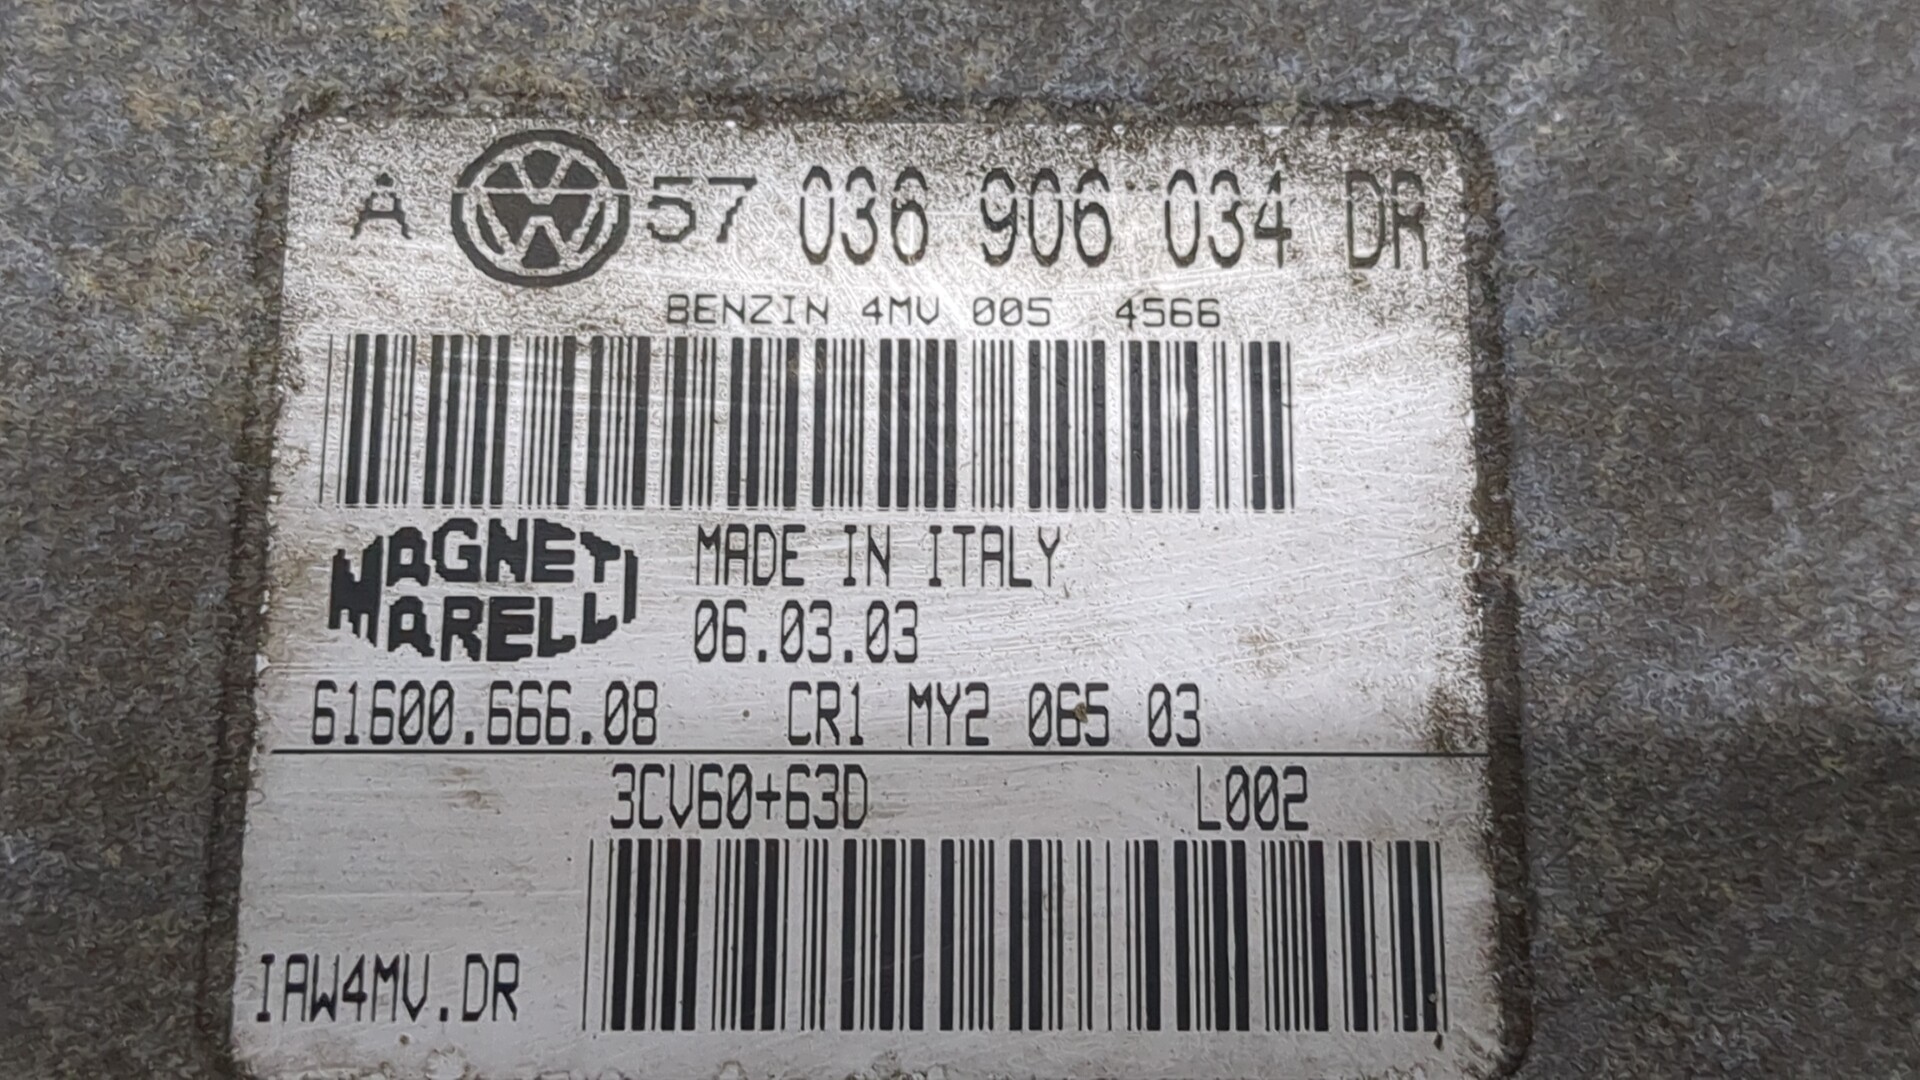 A 57 036 906 034 DR
BENZIN 4MV 005 4566
MAGNETI MARELLI
MADE IN ITALY
06.03.03
61600.666.08 CR1 MY2 065 03
3CV60+63D L002
IAW4MV.DR